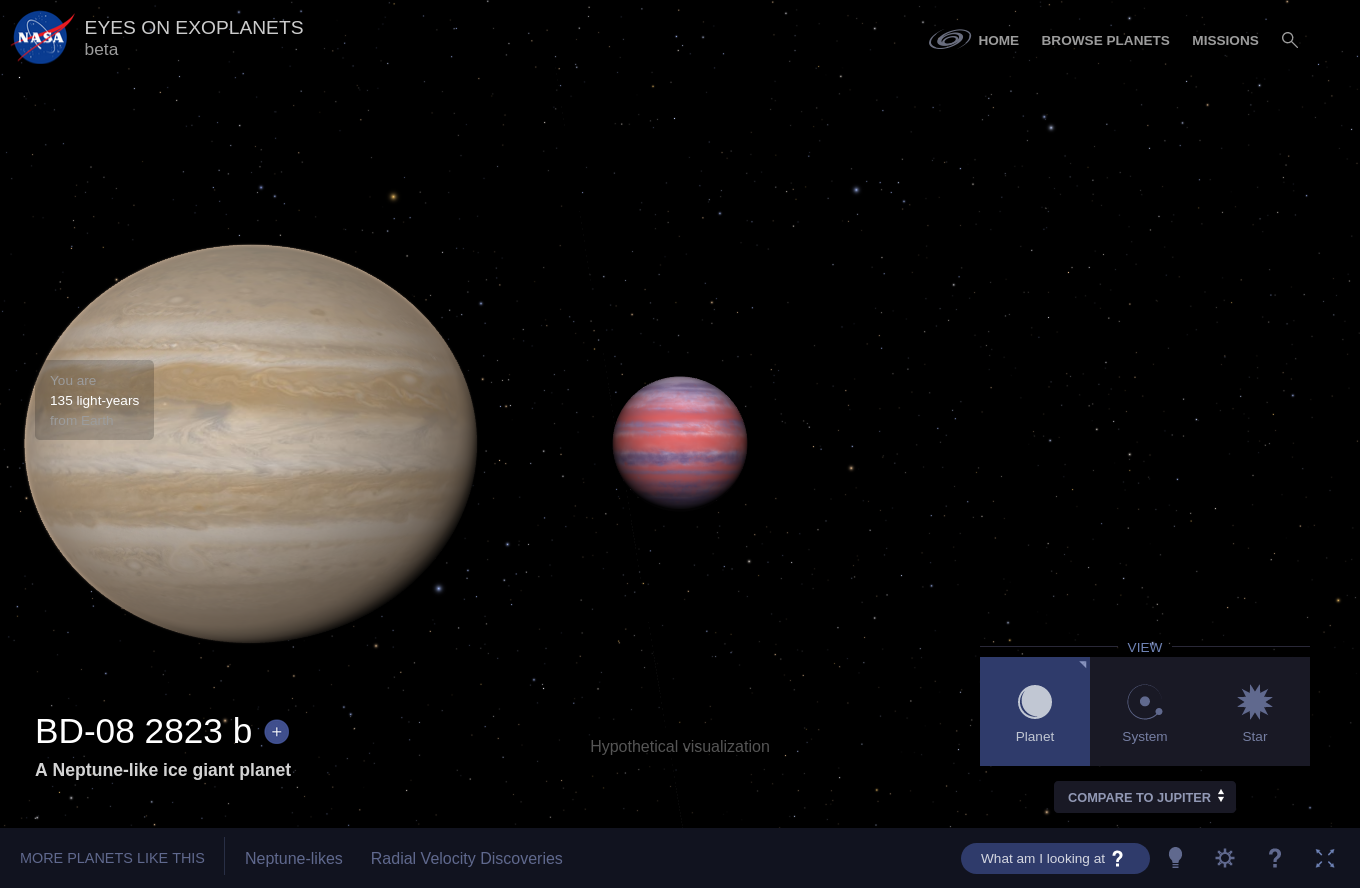 NASA
EYES ON EXOPLANETS
beta
HOME
BROWSE PLANETS
MISSIONS
You are
135 light-years
from Earth
VIEW
BD-08 2823 b +
A Neptune-like ice giant planet
Hypothetical visualization
Planet
System
Star
COMPARE TO JUPITER
MORE PLANETS LIKE THIS
Neptune-likes
Radial Velocity Discoveries
What am I looking at ?
?